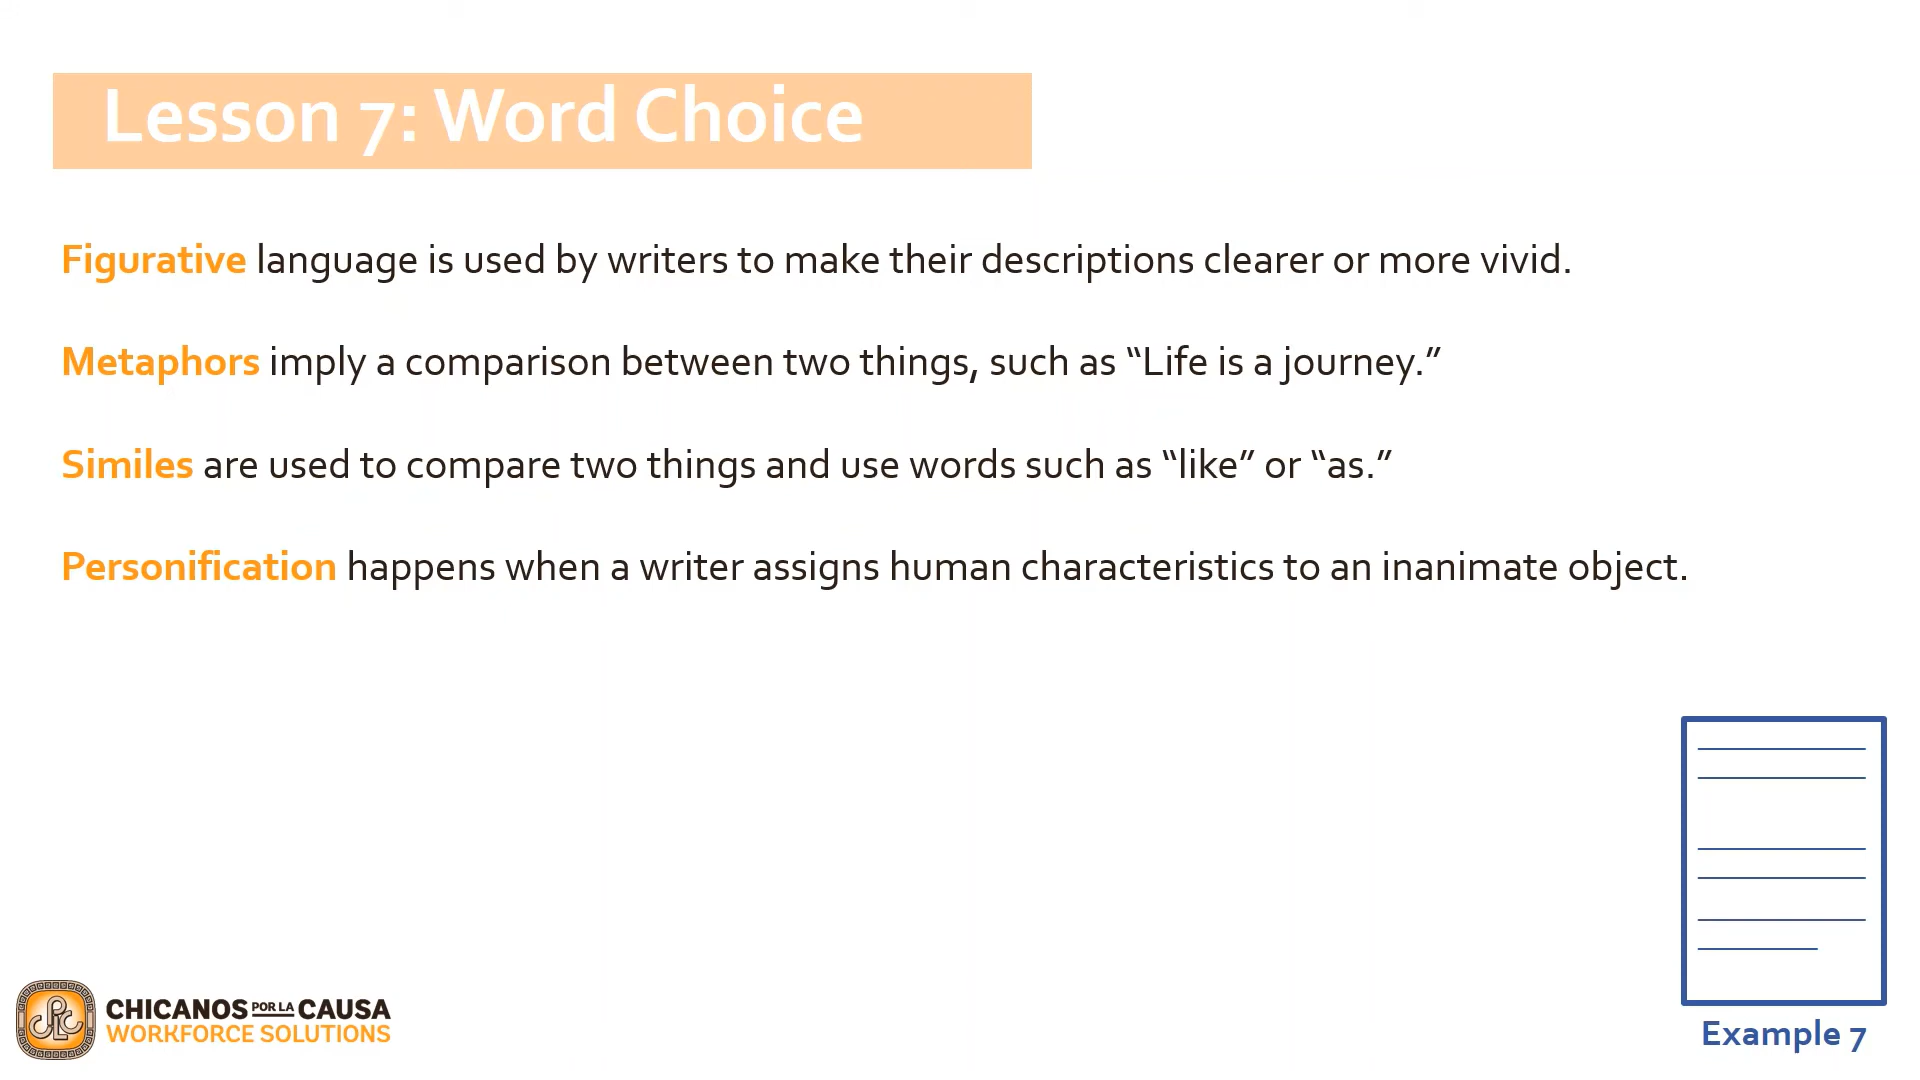 Lesson 7: Word Choice
Figurative language is used by writers to make their descriptions clearer or more vivid.
Metaphors imply a comparison between two things, such as “Life is a journey.”
Similes are used to compare two things and use words such as “like” or “as.”
Personification happens when a writer assigns human characteristics to an inanimate object.
CHICANOS POR LA CAUSA
WORKFORCE SOLUTIONS
Example 7